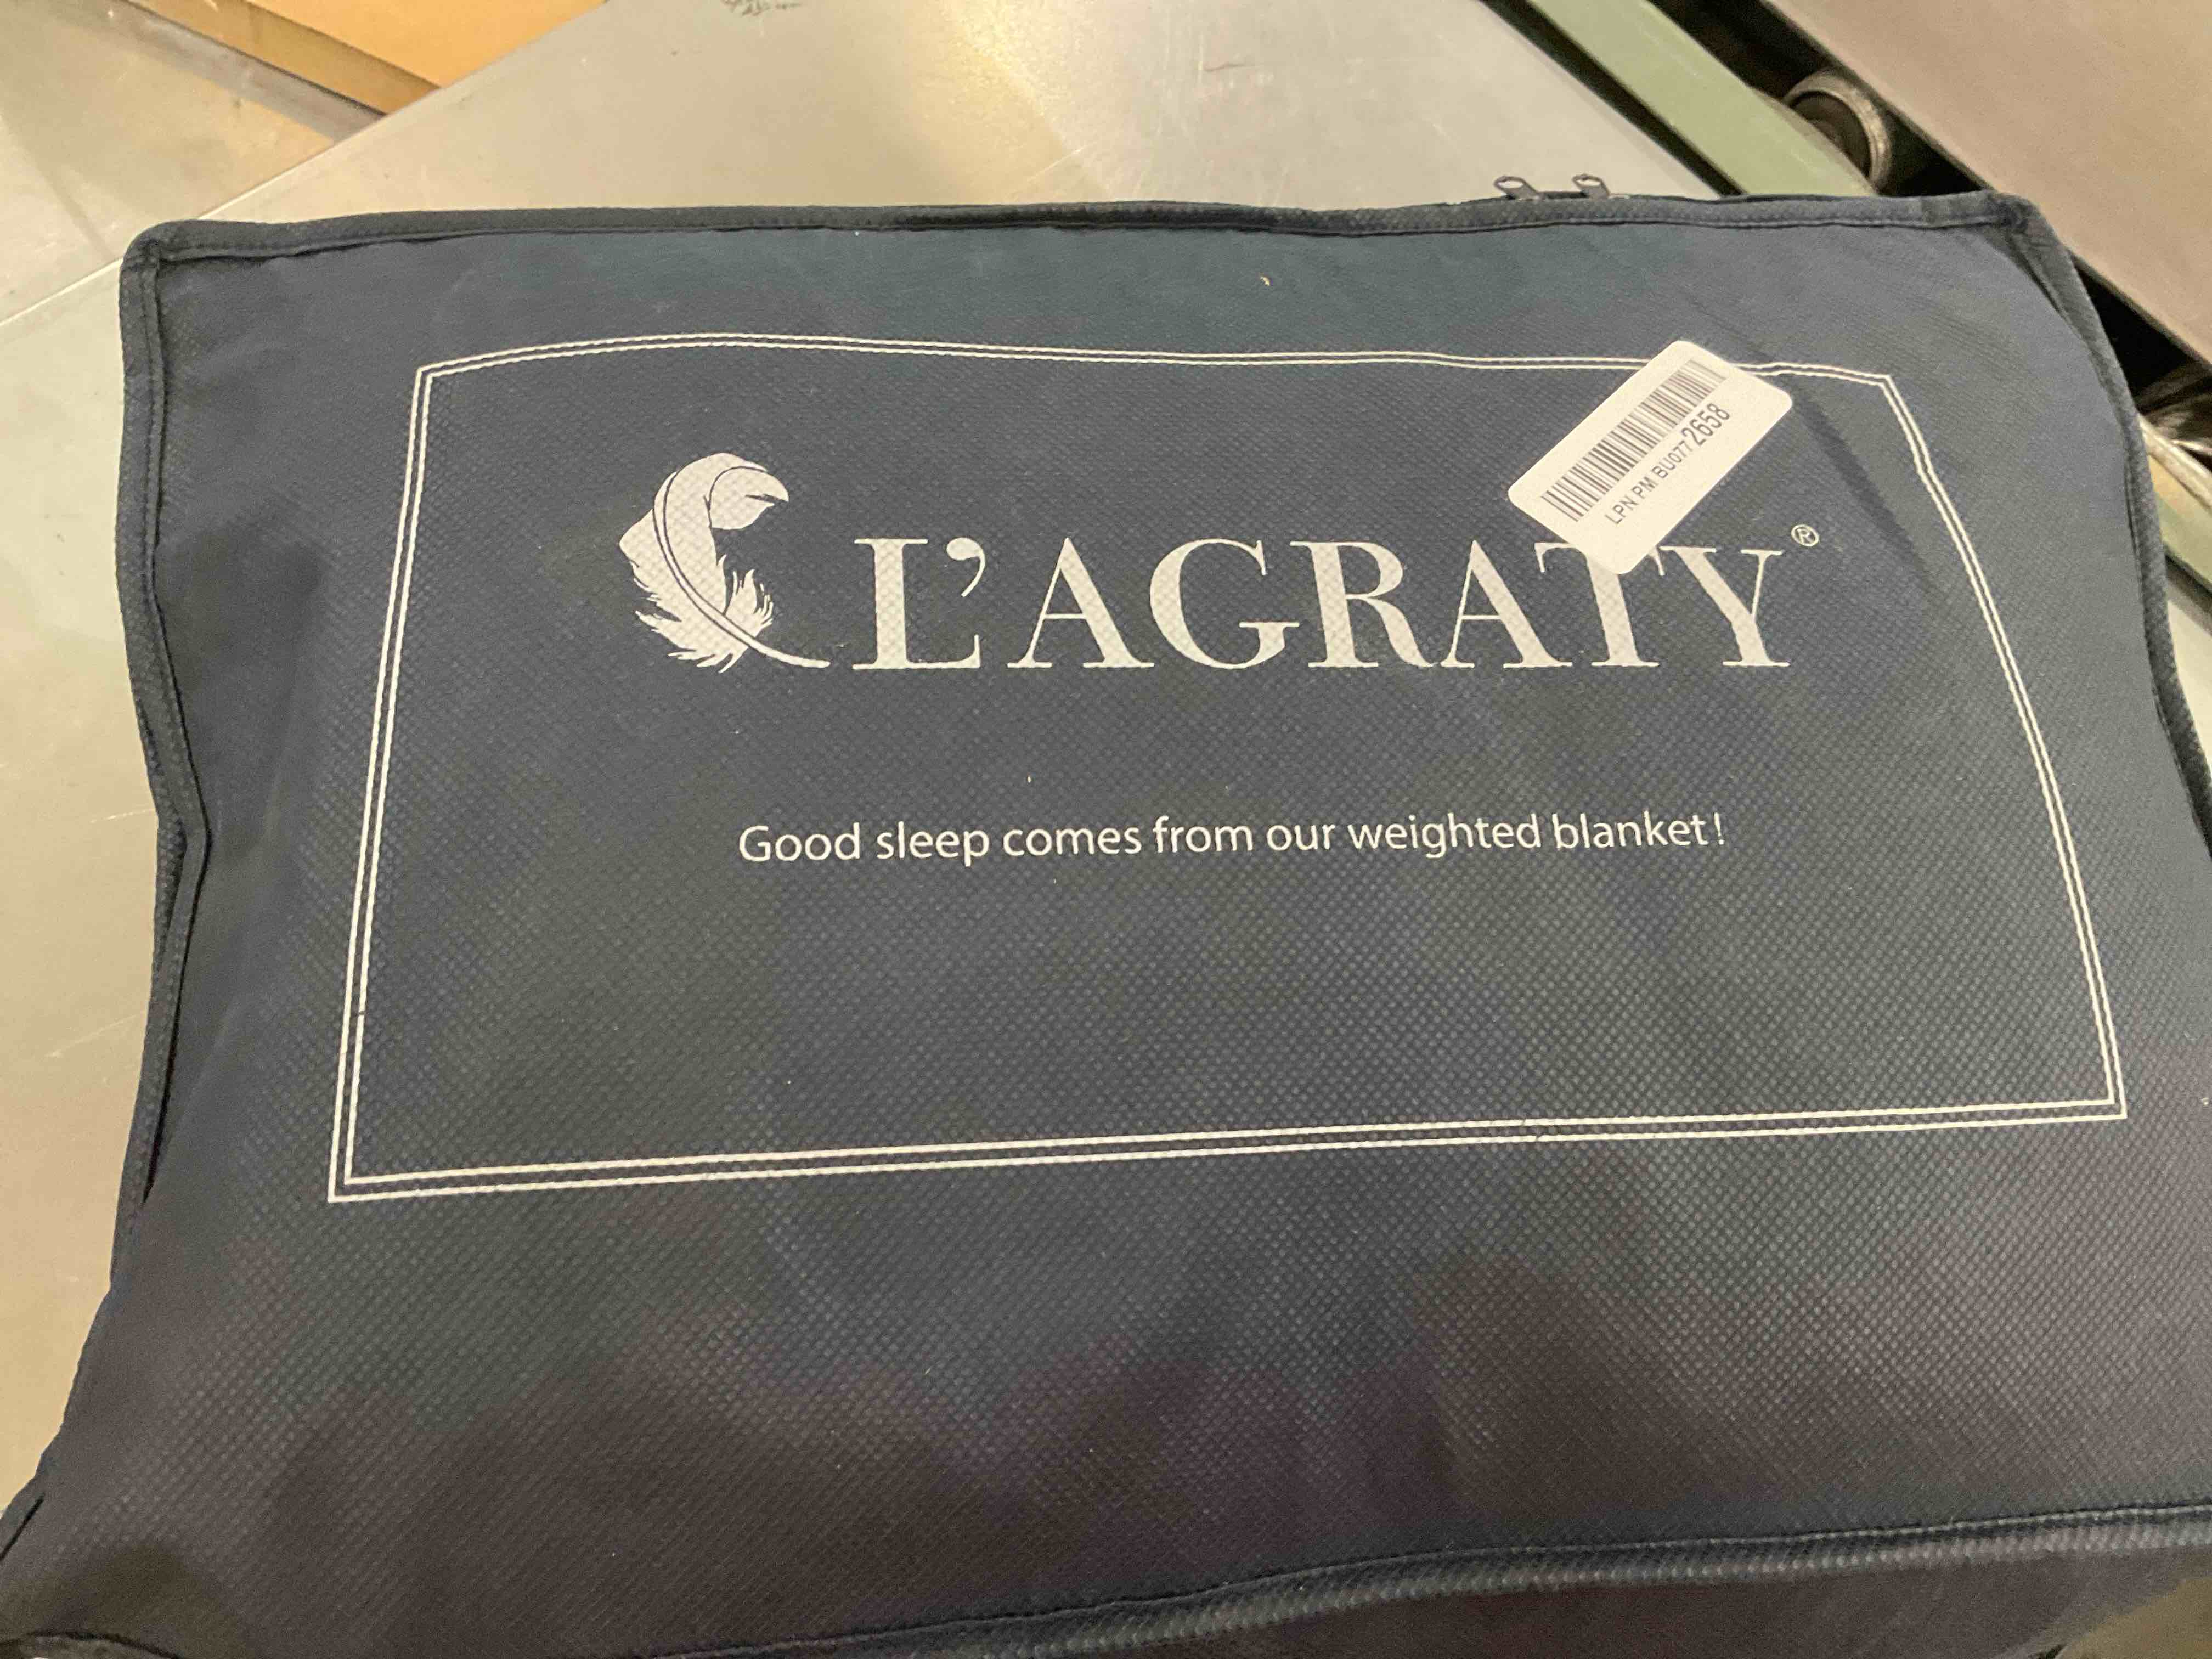 LPN PM BU077 2658
L'AGRATY®
Good sleep comes from our weighted blanket!